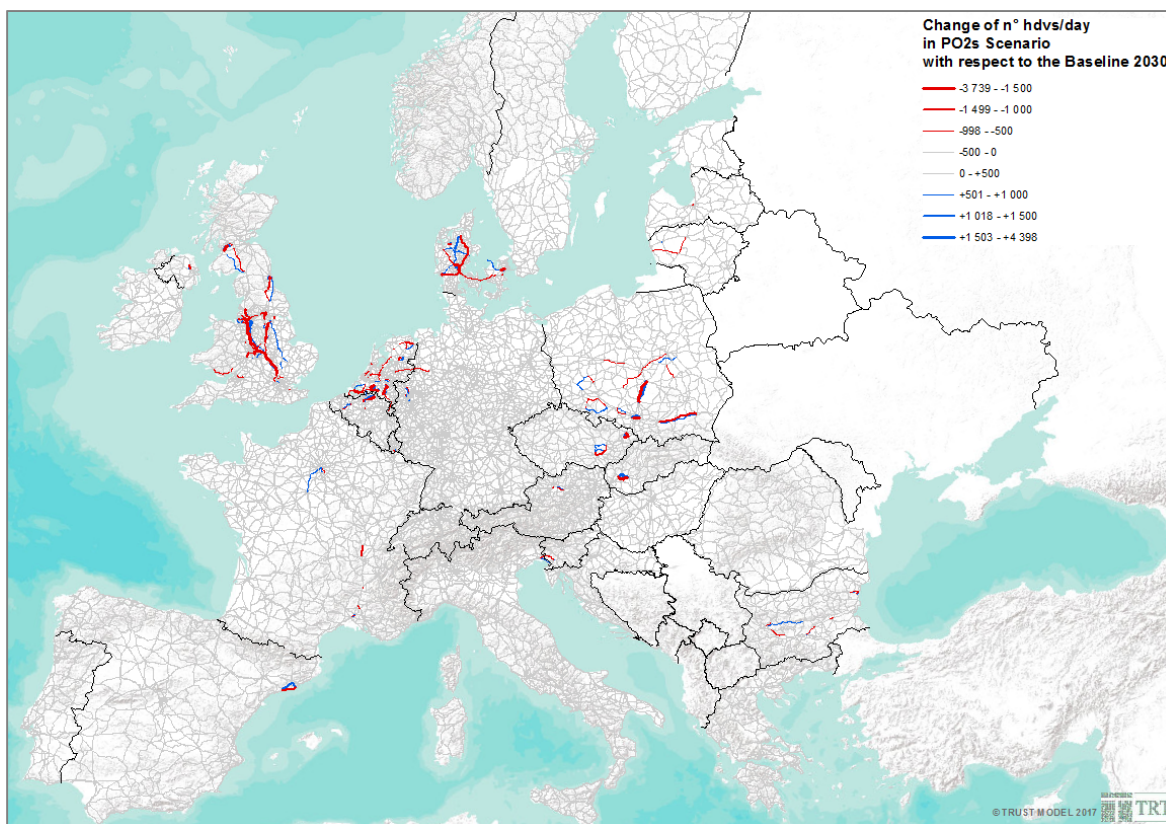 Change of n° hdvs/day
in PO2s Scenario
with respect to the Baseline 2030
-3 739 - -1 500
-1 499 - -1 000
-998 - -500
-500 - 0
0 - +500
+501 - +1 000
+1 018 - +1 500
+1 503 - +4 398
© TRUST MODEL 2017
TRT